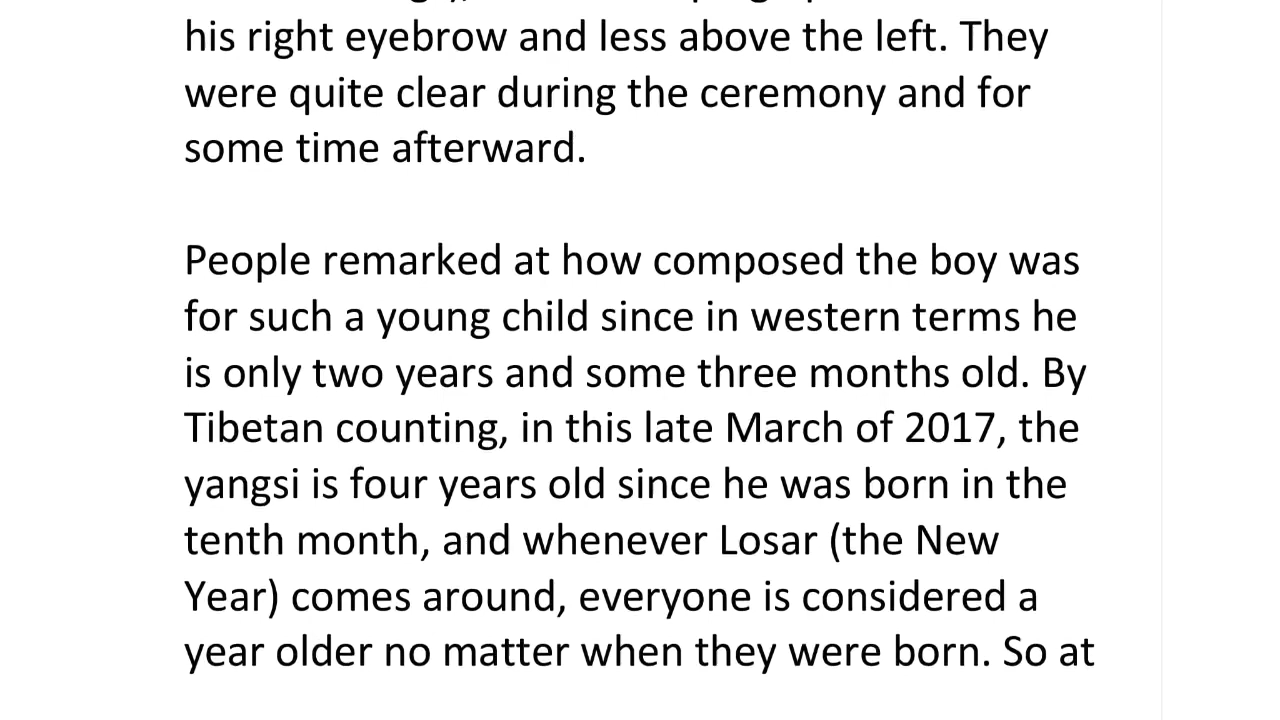 his right eyebrow and less above the left. They
were quite clear during the ceremony and for
some time afterward.
People remarked at how composed the boy was
for such a young child since in western terms he
is only two years and some three months old. By
Tibetan counting, in this late March of 2017, the
yangsi is four years old since he was born in the
tenth month, and whenever Losar (the New
Year) comes around, everyone is considered a
year older no matter when they were born. So at